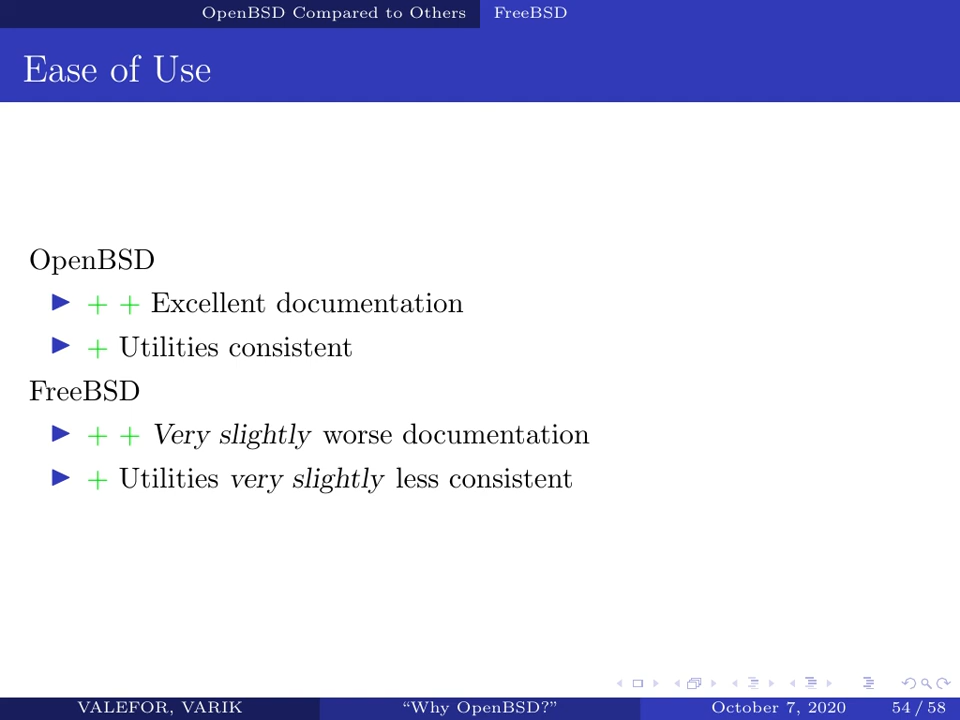 OpenBSD Compared to Others FreeBSD
Ease of Use
OpenBSD
+ + Excellent documentation
+ Utilities consistent
FreeBSD
+ + Very slightly worse documentation
+ Utilities very slightly less consistent
VALEFOR, VARIK “Why OpenBSD?” October 7, 2020 54 / 58